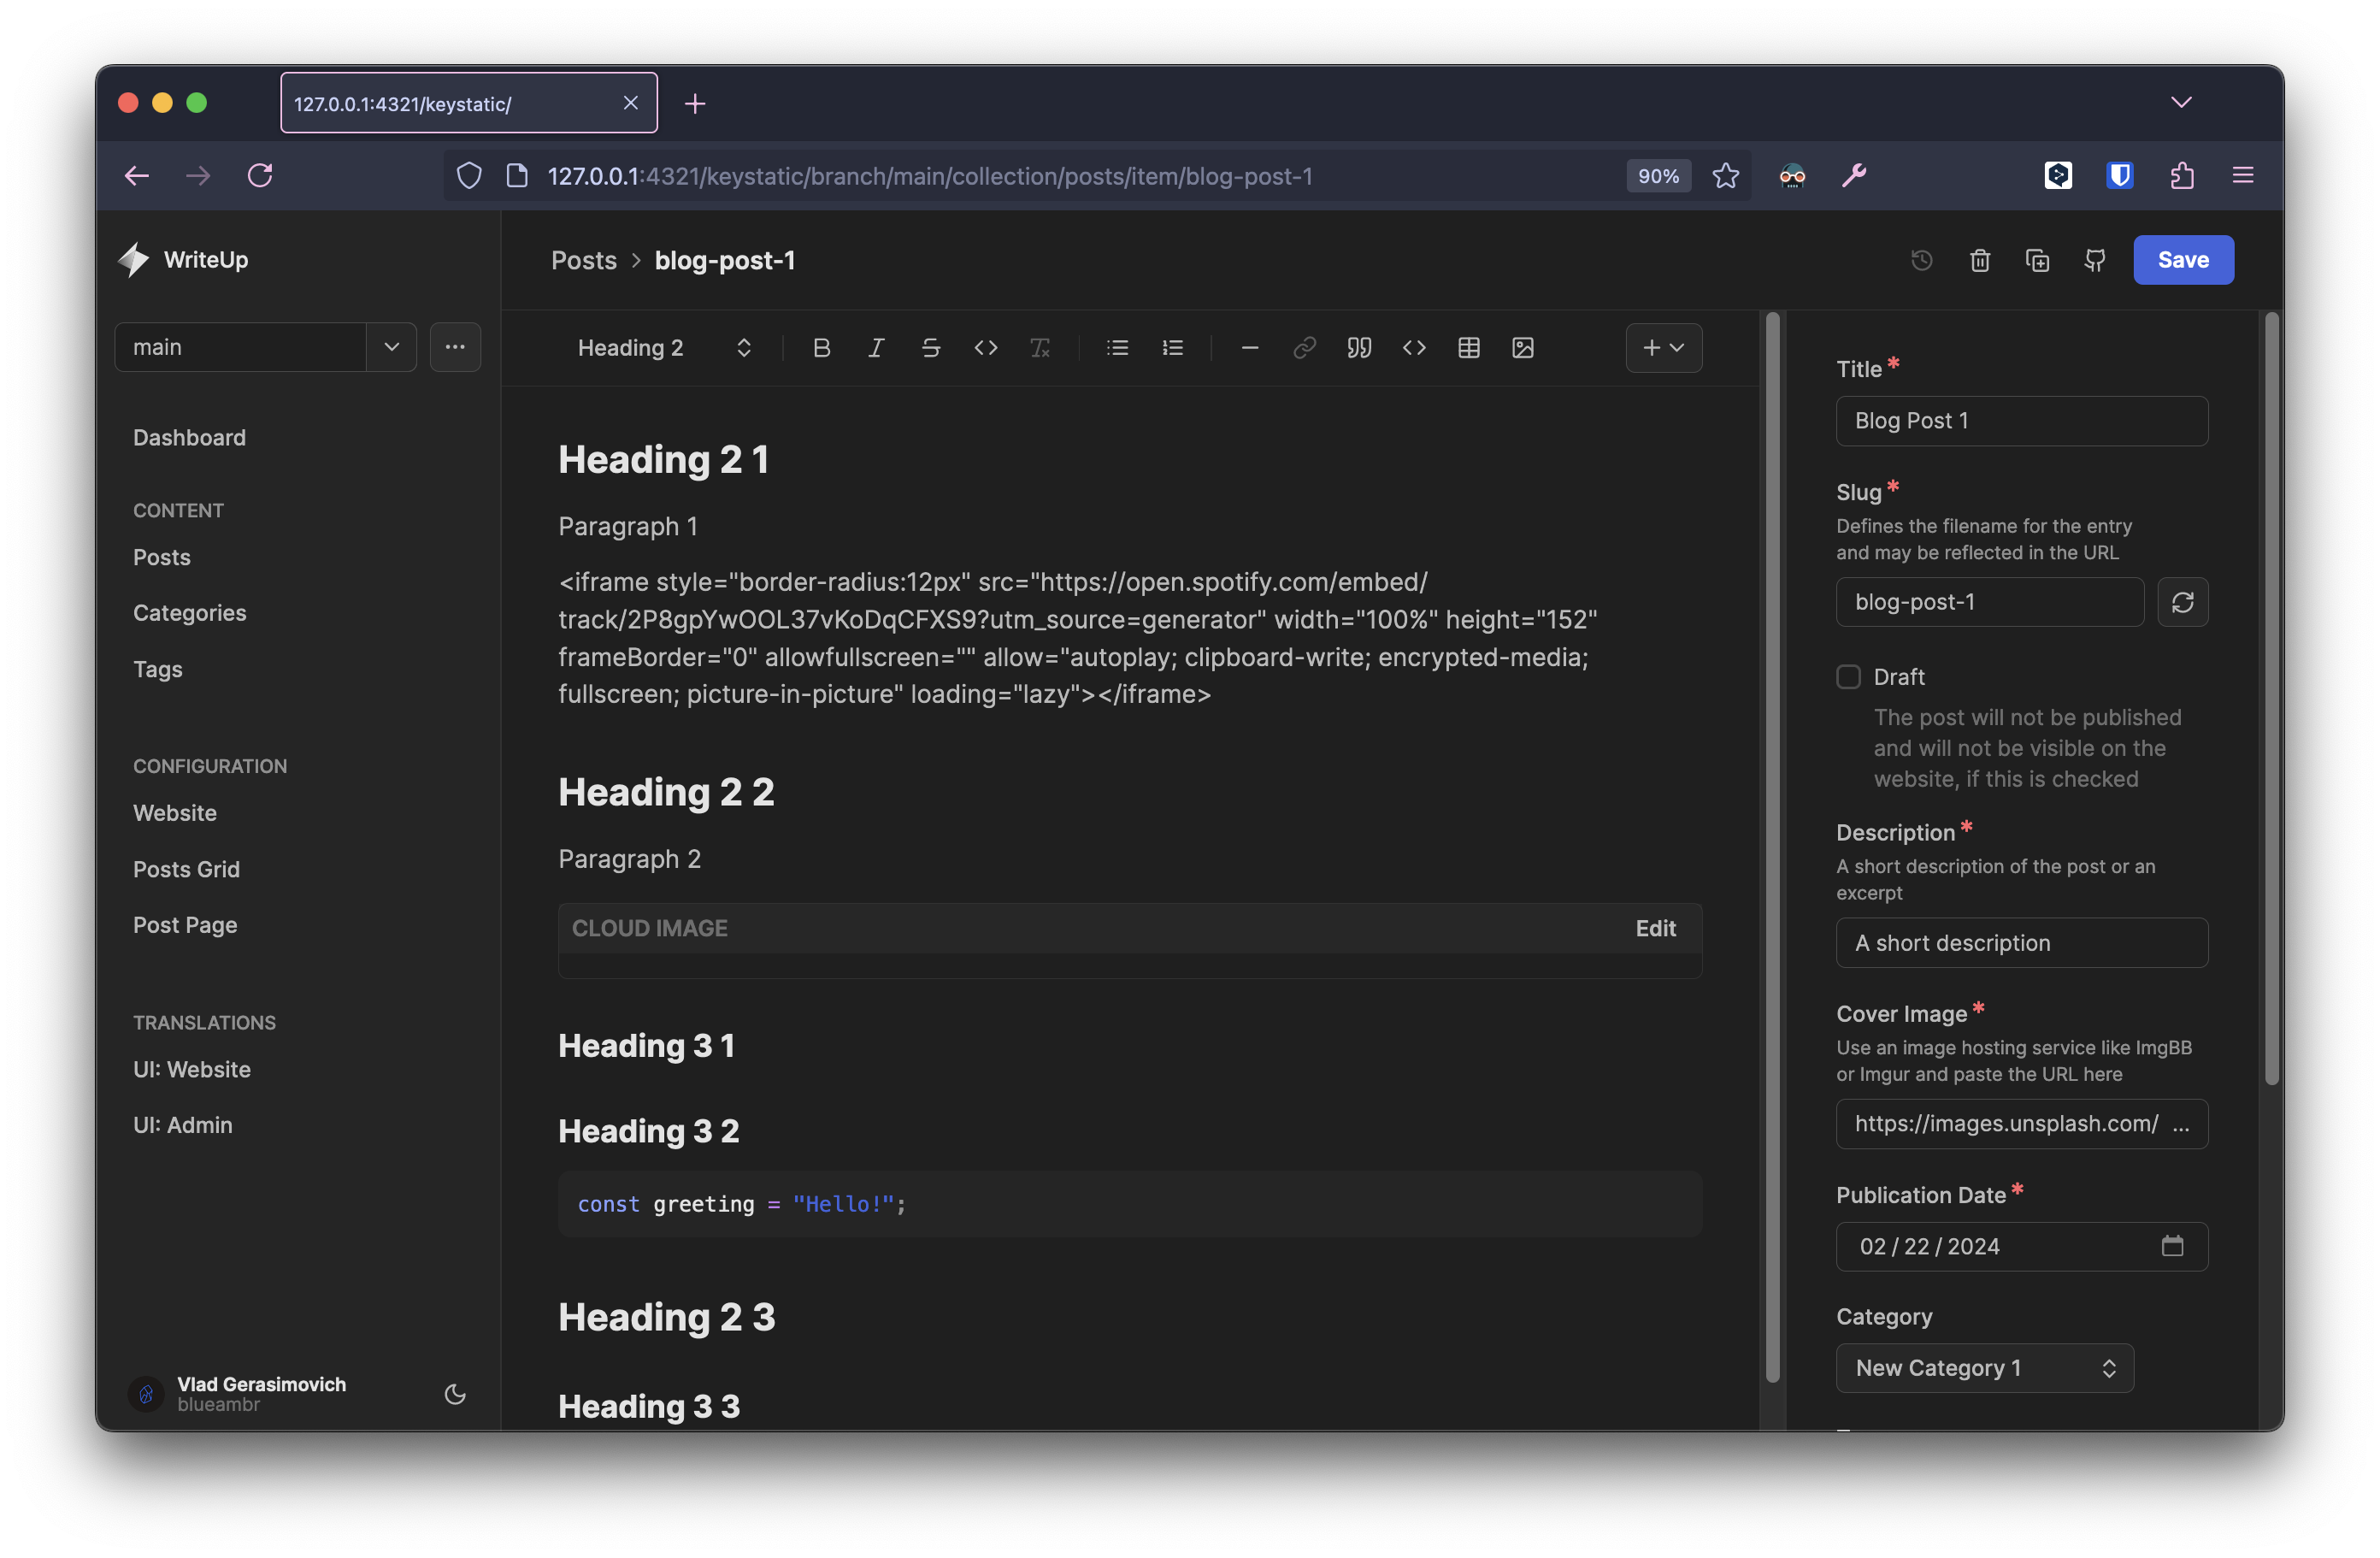 127.0.0.1:4321/keystatic/
127.0.0.1:4321/keystatic/branch/main/collection/posts/item/blog-post-1
90%
WriteUp
main
Dashboard
CONTENT
Posts
Categories
Tags
CONFIGURATION
Website
Posts Grid
Post Page
TRANSLATIONS
UI: Website
UI: Admin
Vlad Gerasimovich
blueambr
Posts > blog-post-1
Save
Heading 2
Heading 2 1
Paragraph 1
<iframe style="border-radius:12px" src="https://open.spotify.com/embed/
track/2P8gpYwOOL37vKoDqCFXS9?utm_source=generator" width="100%" height="152"
frameBorder="0" allowfullscreen="" allow="autoplay; clipboard-write; encrypted-media;
fullscreen; picture-in-picture" loading="lazy"></iframe>
Heading 2 2
Paragraph 2
CLOUD IMAGE
Edit
Heading 3 1
Heading 3 2
const greeting = "Hello!";
Heading 2 3
Heading 3 3
Title *
Blog Post 1
Slug *
Defines the filename for the entry
and may be reflected in the URL
blog-post-1
Draft
The post will not be published
and will not be visible on the
website, if this is checked
Description *
A short description of the post or an
excerpt
A short description
Cover Image *
Use an image hosting service like ImgBB
or Imgur and paste the URL here
https://images.unsplash.com/ ...
Publication Date *
02 / 22 / 2024
Category
New Category 1